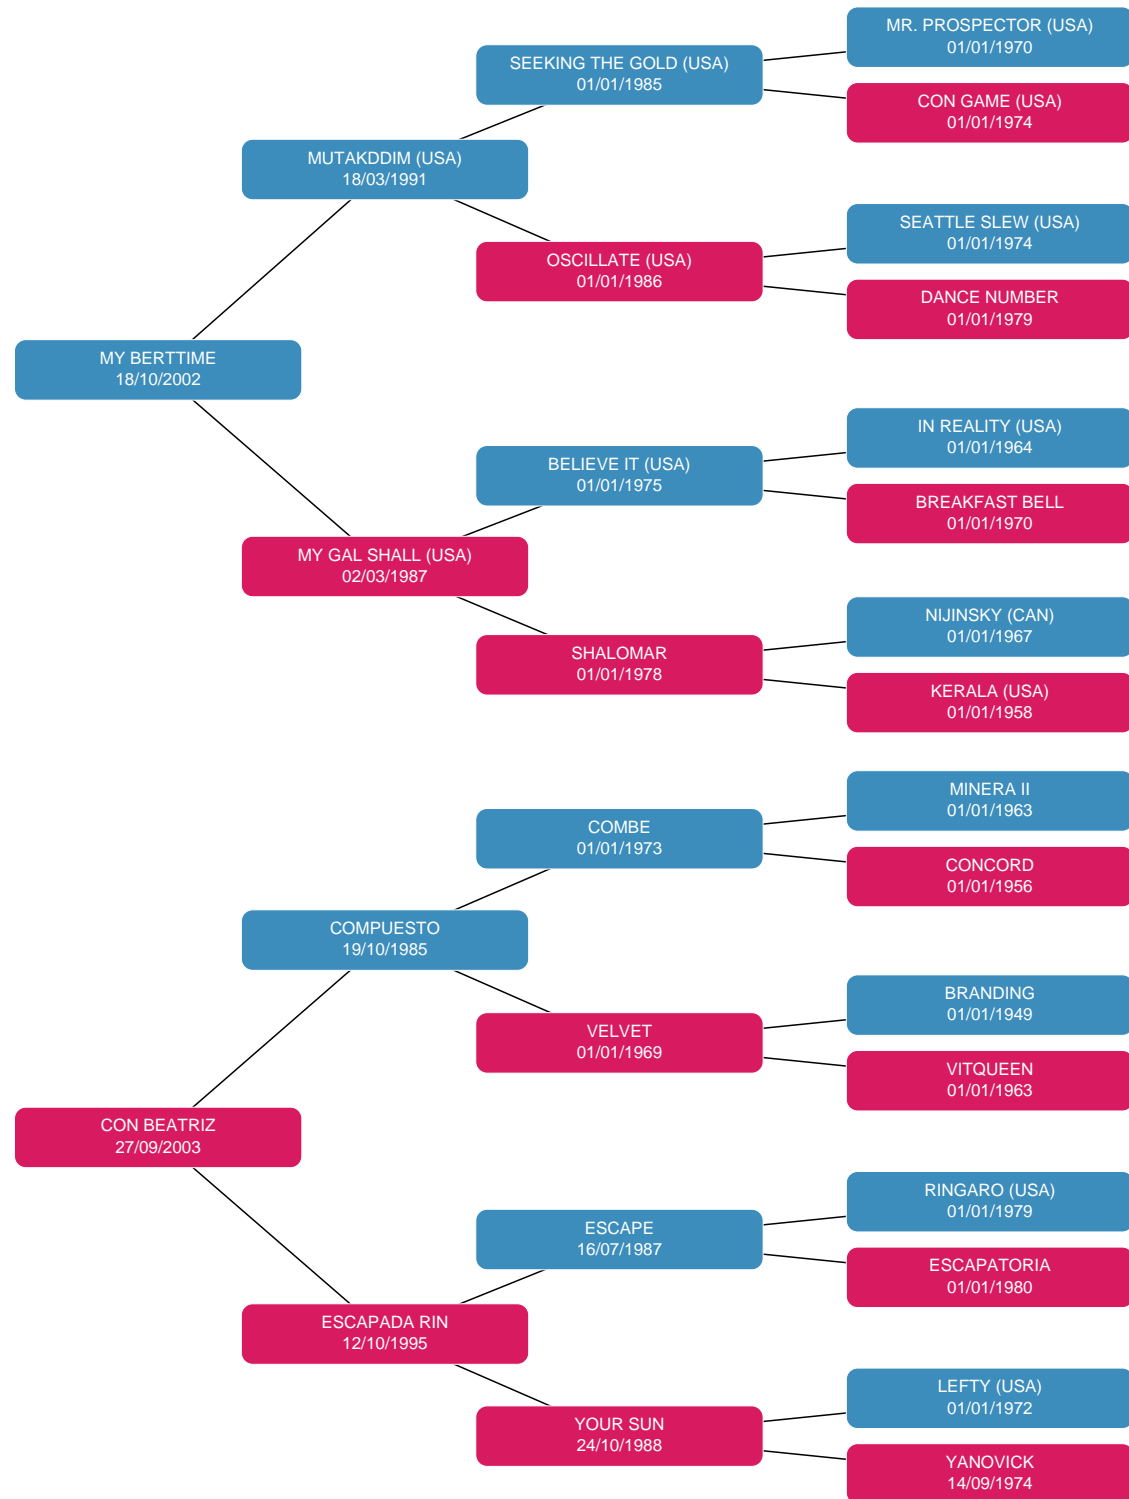 MR. PROSPECTOR (USA)
01/01/1970
SEEKING THE GOLD (USA)
01/01/1985
CON GAME (USA)
01/01/1974
MUTAKDDIM (USA)
18/03/1991
SEATTLE SLEW (USA)
01/01/1974
OSCILLATE (USA)
01/01/1986
DANCE NUMBER
01/01/1979
MY BERTTIME
18/10/2002
IN REALITY (USA)
01/01/1964
BELIEVE IT (USA)
01/01/1975
BREAKFAST BELL
01/01/1970
MY GAL SHALL (USA)
02/03/1987
NIJINSKY (CAN)
01/01/1967
SHALOMAR
01/01/1978
KERALA (USA)
01/01/1958
MINERA II
01/01/1963
COMBE
01/01/1973
CONCORD
01/01/1956
COMPUESTO
19/10/1985
BRANDING
01/01/1949
VELVET
01/01/1969
VITQUEEN
01/01/1963
CON BEATRIZ
27/09/2003
RINGARO (USA)
01/01/1979
ESCAPE
16/07/1987
ESCAPATORIA
01/01/1980
ESCAPADA RIN
12/10/1995
LEFTY (USA)
01/01/1972
YOUR SUN
24/10/1988
YANOVICK
14/09/1974